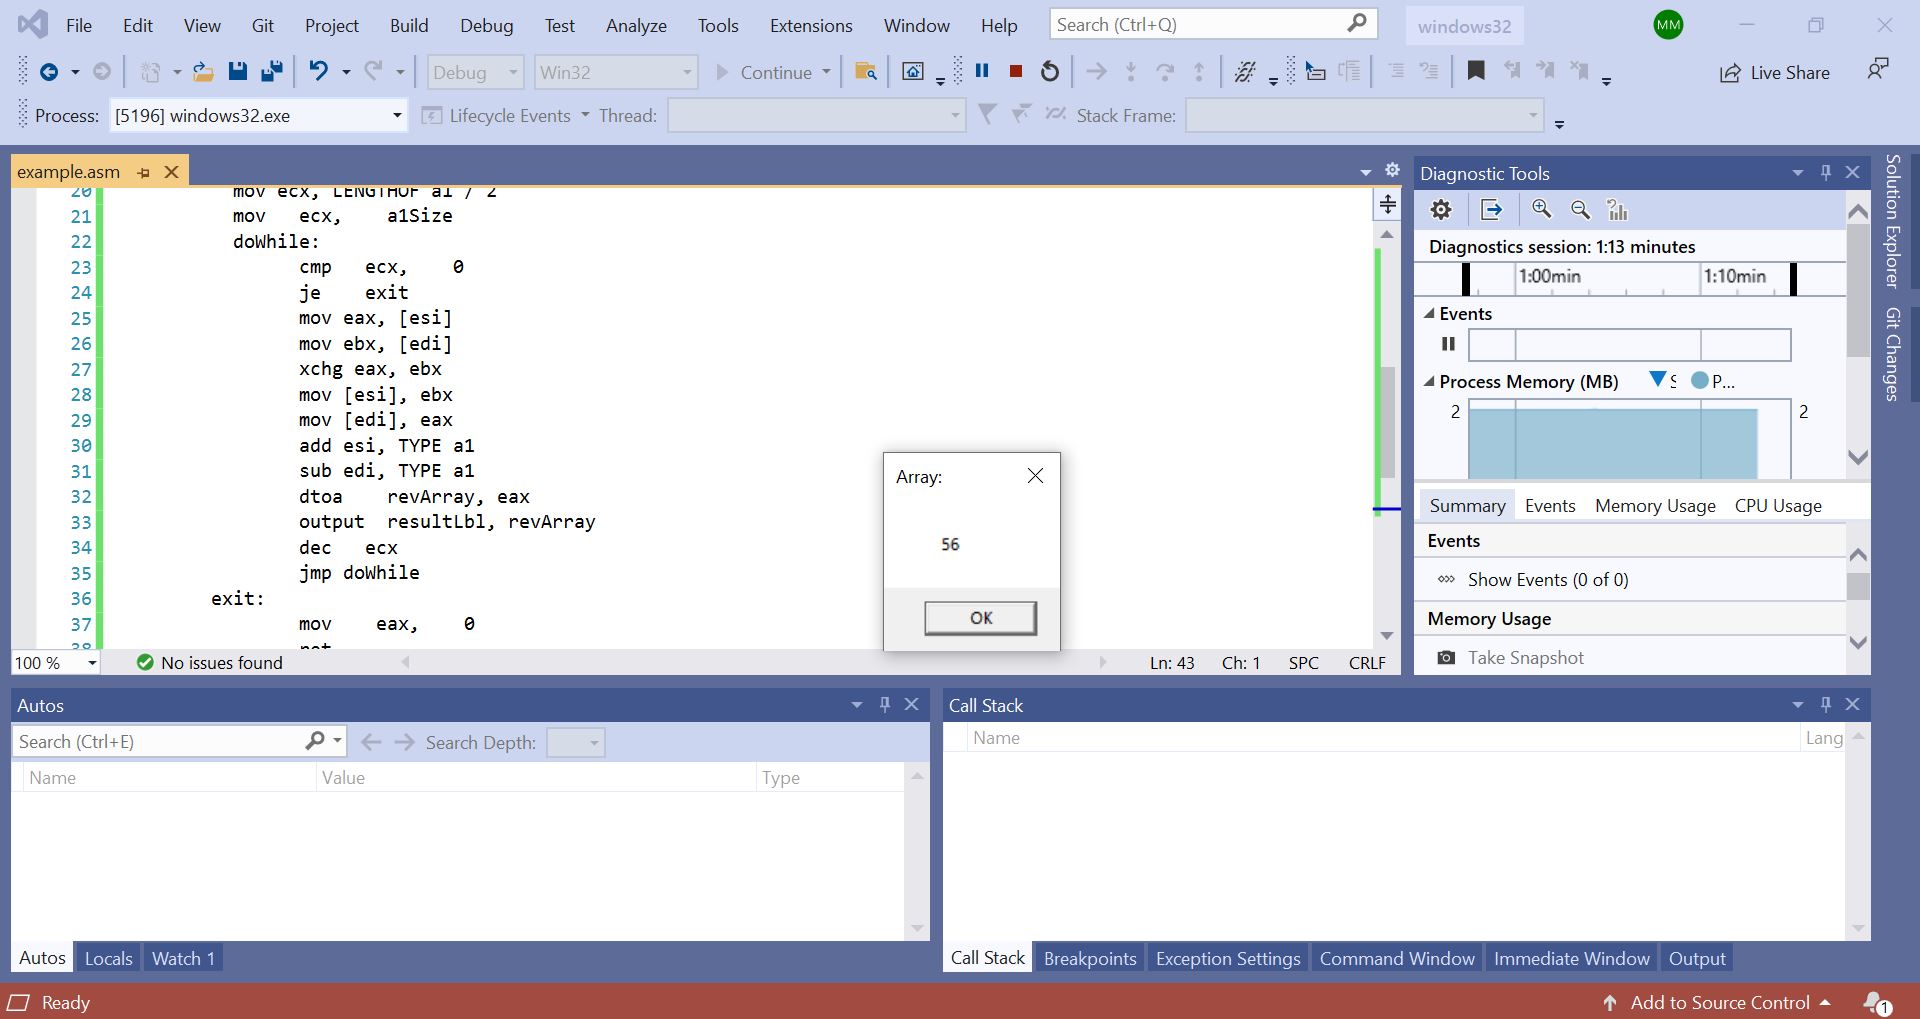 File Edit View Git Project Build Debug Test Analyze Tools Extensions Window Help Search (Ctrl+Q) windows32 MM
Debug Win32 Continue Live Share
Process: [5196] windows32.exe Lifecycle Events Thread: Stack Frame:
example.asm
20 mov ecx, LENGTHOF a1 / 2
21 mov ecx, a1Size
22 doWhile:
23 cmp ecx, 0
24 je exit
25 mov eax, [esi]
26 mov ebx, [edi]
27 xchg eax, ebx
28 mov [esi], ebx
29 mov [edi], eax
30 add esi, TYPE a1
31 sub edi, TYPE a1
32 dtoa revArray, eax
33 output resultLbl, revArray
34 dec ecx
35 jmp doWhile
36 exit:
37 mov eax, 0
38 ret
100 % No issues found Ln: 43 Ch: 1 SPC CRLF
Array:
56
OK
Diagnostic Tools
Diagnostics session: 1:13 minutes
1:00min 1:10min
Events
Process Memory (MB) S P...
2 2
Summary Events Memory Usage CPU Usage
Events
Show Events (0 of 0)
Memory Usage
Take Snapshot
Solution Explorer
Git Changes
Autos
Search (Ctrl+E) Search Depth:
Name Value Type
Autos Locals Watch 1
Call Stack
Name Lang
Call Stack Breakpoints Exception Settings Command Window Immediate Window Output
Ready Add to Source Control 1